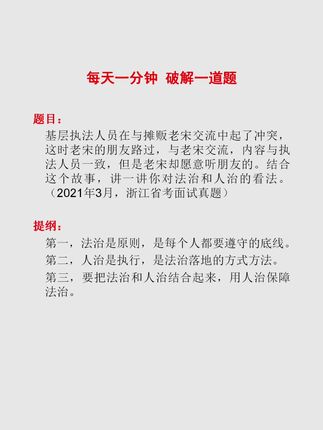 每天一分钟 破解一道题
题目：
基层执法人员在与摊贩老宋交流中起了冲突，
这时老宋的朋友路过，与老宋交流，内容与执
法人员一致，但是老宋却愿意听朋友的。结合
这个故事，讲一讲你对法治和人治的看法。
（2021年3月，浙江省考面试真题）
提纲：
第一，法治是原则，是每个人都要遵守的底线。
第二，人治是执行，是法治落地的方式方法。
第三，要把法治和人治结合起来，用人治保障
法治。